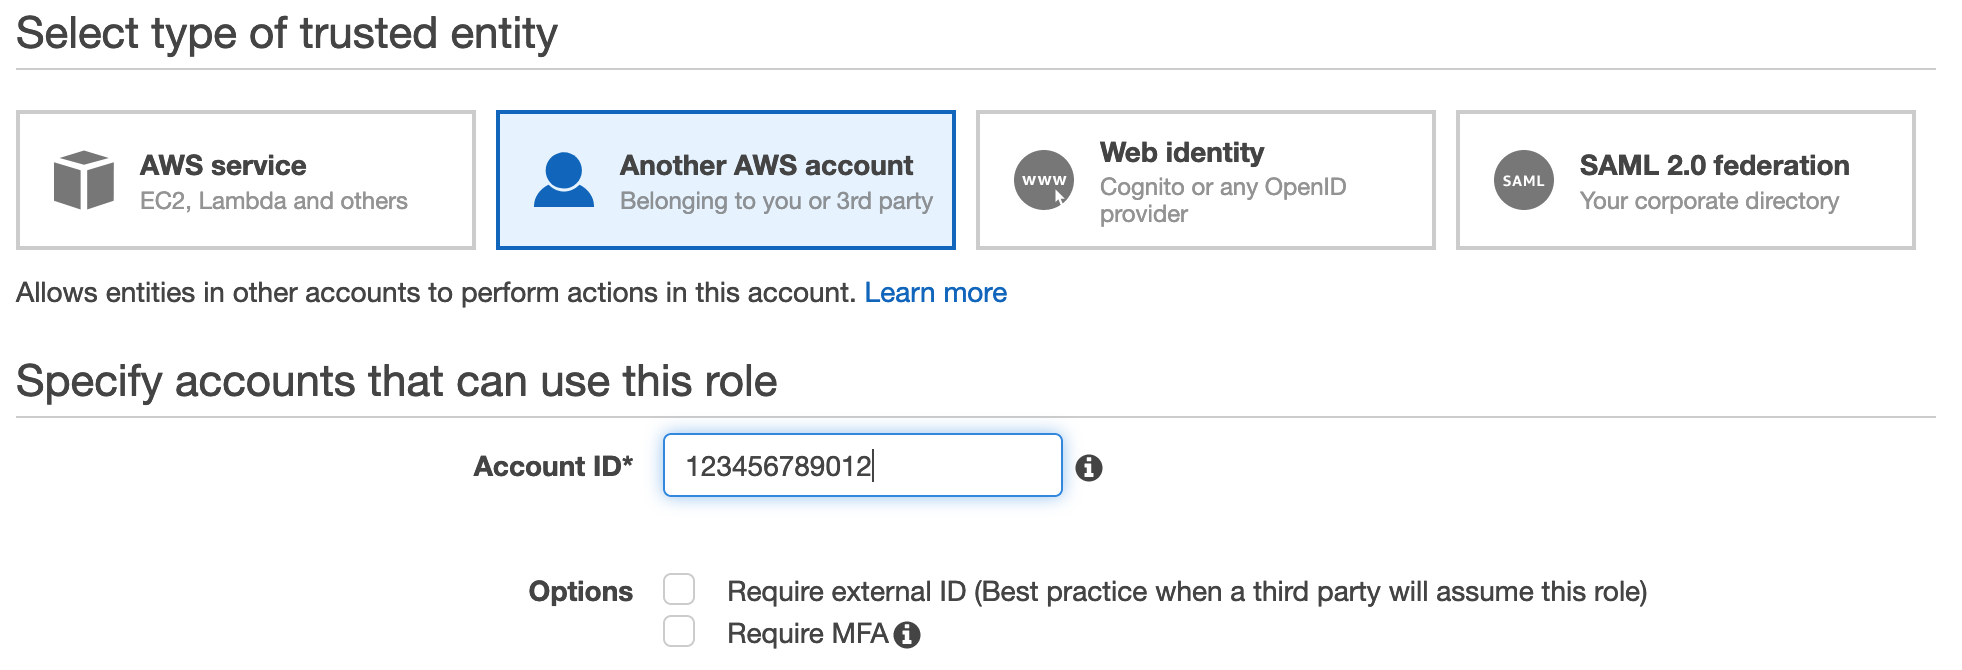 Select type of trusted entity
AWS service
EC2, Lambda and others
Another AWS account
Belonging to you or 3rd party
www
Web identity
Cognito or any OpenID
provider
SAML
SAML 2.0 federation
Your corporate directory
Allows entities in other accounts to perform actions in this account. Learn more
Specify accounts that can use this role
Account ID* 123456789012
Options Require external ID (Best practice when a third party will assume this role)
Require MFA